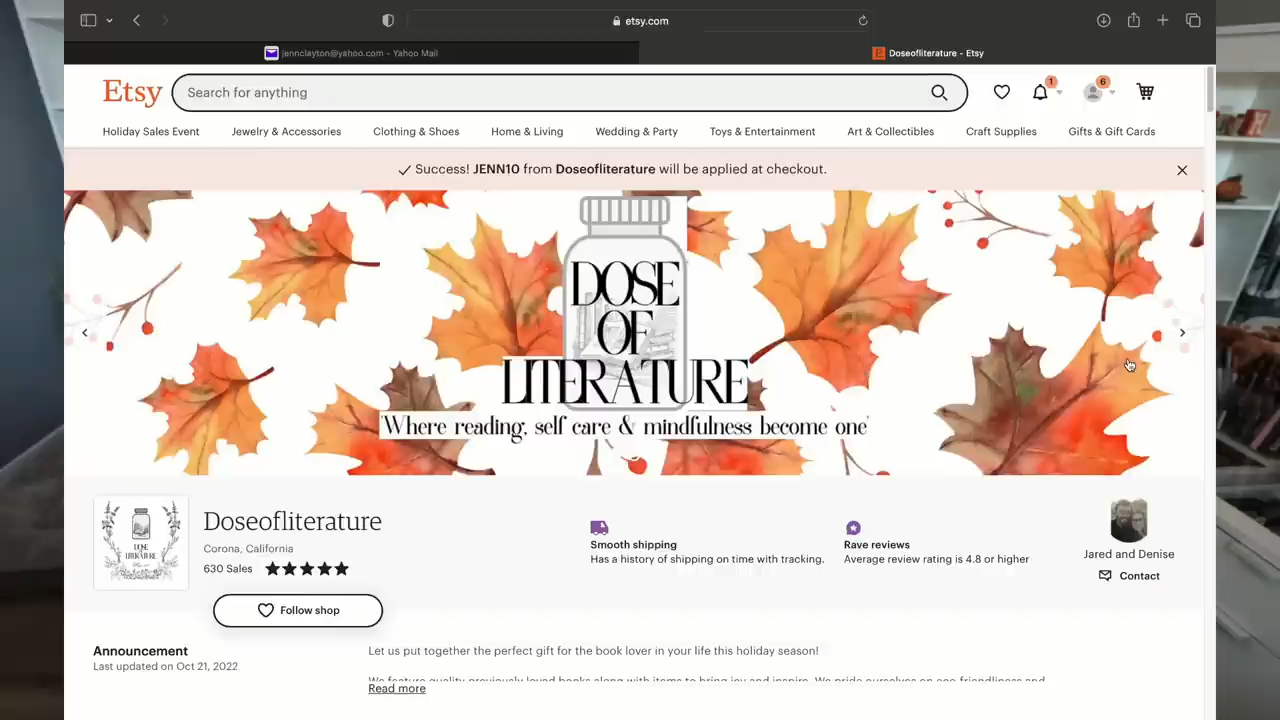 etsy.com
jennclayton@yahoo.com - Yahoo Mail
Doseofliterature - Etsy
Etsy
Search for anything
1
6
Holiday Sales Event
Jewelry & Accessories
Clothing & Shoes
Home & Living
Wedding & Party
Toys & Entertainment
Art & Collectibles
Craft Supplies
Gifts & Gift Cards
Success! JENN10 from Doseofliterature will be applied at checkout.
DOSE
OF
LITERATURE
'Where reading, self care & mindfulness become one'
DOSE
OF
LITERATURE
Doseofliterature
Corona, California
630 Sales
Follow shop
Smooth shipping
Has a history of shipping on time with tracking.
Rave reviews
Average review rating is 4.8 or higher
Jared and Denise
Contact
Announcement
Last updated on Oct 21, 2022
Let us put together the perfect gift for the book lover in your life this holiday season!
We feature quality previously loved books along with items to bring joy and inspire. We pride ourselves on eco-friendliness and
Read more